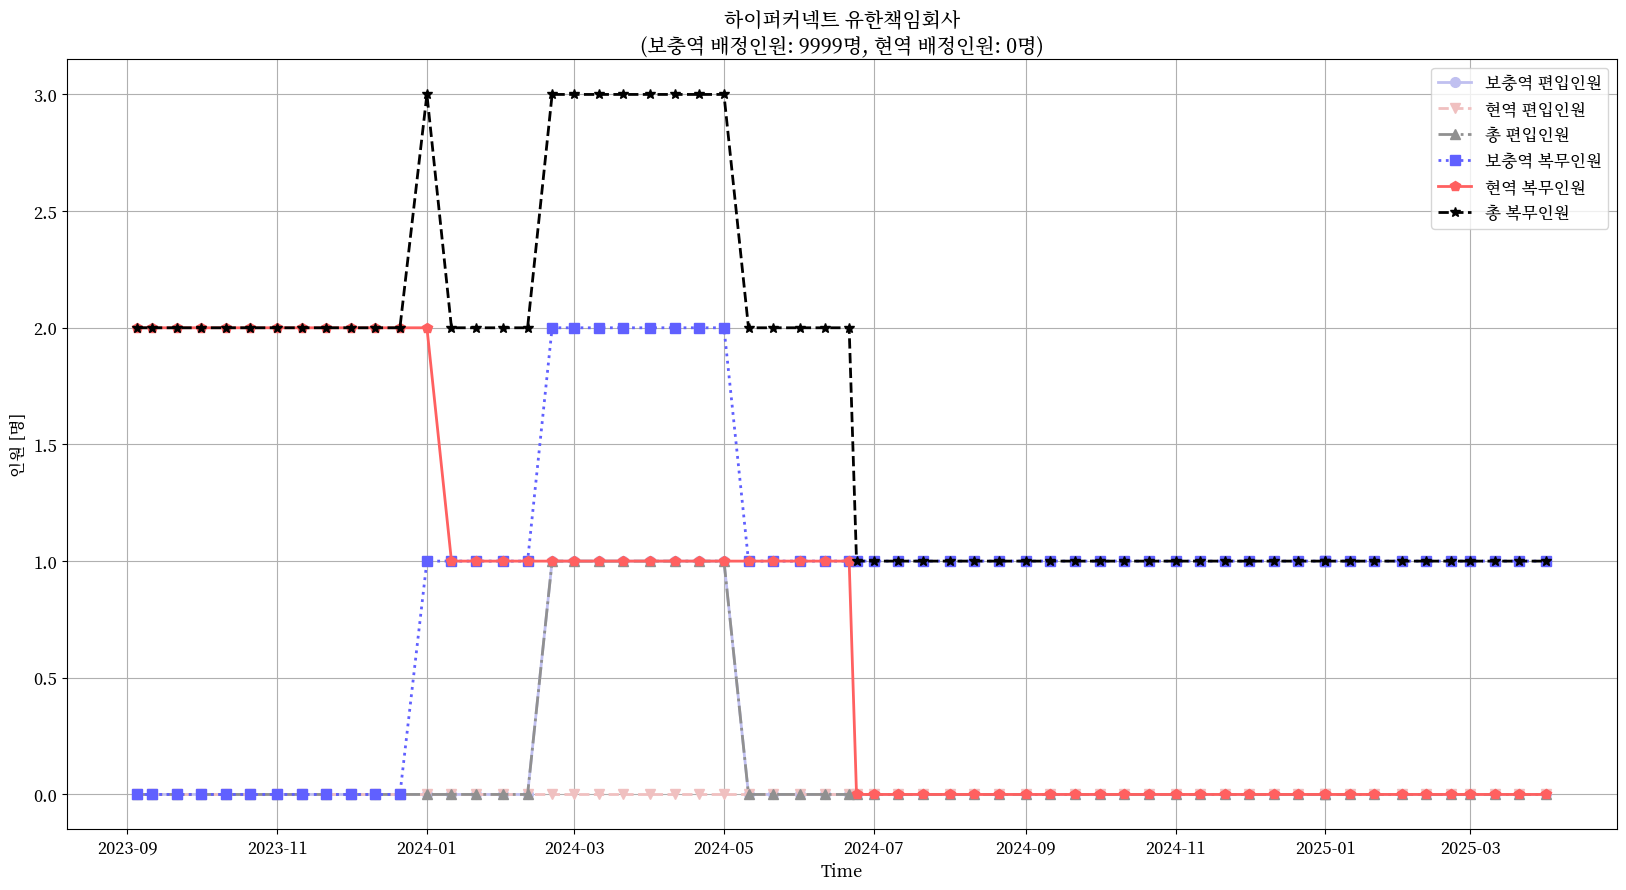 하이퍼커넥트 유한책임회사
(보충역 배정인원: 9999명, 현역 배정인원: 0명)
보충역 편입인원
현역 편입인원
총 편입인원
보충역 복무인원
현역 복무인원
총 복무인원
인원 [명]
3.0
2.5
2.0
1.5
1.0
0.5
0.0
2023-09
2023-11
2024-01
2024-03
2024-05
2024-07
2024-09
2024-11
2025-01
2025-03
Time